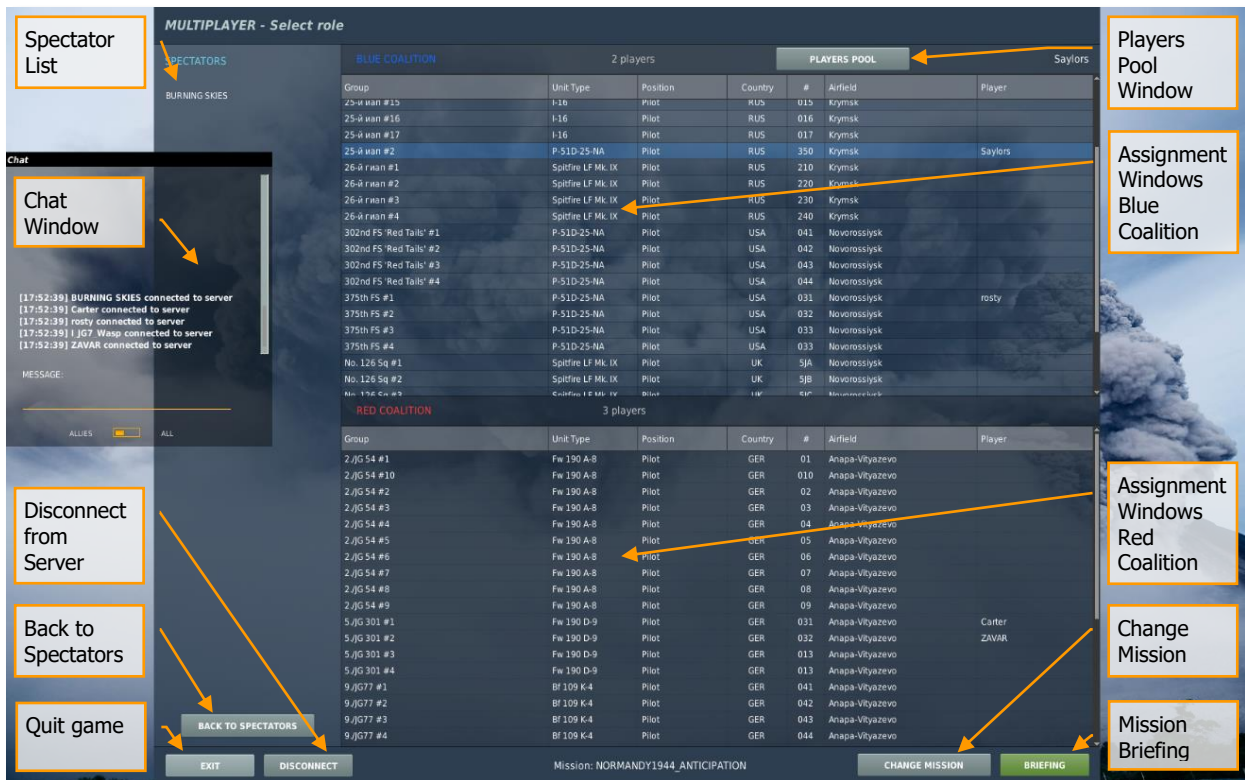 MULTIPLAYER - Select role
Spectator
List
SPECTATORS
BURNING SKIES
BLUE COALITION 2 players PLAYERS POOL Saylors
Players
Pool
Window
Group Unit Type Position Country # Airfield Player
25-й иап #15 I-16 Pilot RUS 015 Krymsk
25-й иап #16 I-16 Pilot RUS 016 Krymsk
25-й иап #17 I-16 Pilot RUS 017 Krymsk
25-й иап #2 P-51D-25-NA Pilot RUS 350 Krymsk Saylors
26-й гиап #1 Spitfire LF Mk. IX Pilot RUS 210 Krymsk
26-й гиап #2 Spitfire LF Mk. IX Pilot RUS 220 Krymsk
26-й гиап #3 Spitfire LF Mk. IX Pilot RUS 230 Krymsk
26-й гиап #4 Spitfire LF Mk. IX Pilot RUS 240 Krymsk
302nd FS 'Red Tails' #1 P-51D-25-NA Pilot USA 041 Novorossiysk
302nd FS 'Red Tails' #2 P-51D-25-NA Pilot USA 042 Novorossiysk
302nd FS 'Red Tails' #3 P-51D-25-NA Pilot USA 043 Novorossiysk
302nd FS 'Red Tails' #4 P-51D-25-NA Pilot USA 044 Novorossiysk
375th FS #1 P-51D-25-NA Pilot USA 031 Novorossiysk rosty
375th FS #2 P-51D-25-NA Pilot USA 032 Novorossiysk
375th FS #3 P-51D-25-NA Pilot USA 033 Novorossiysk
375th FS #4 P-51D-25-NA Pilot USA 033 Novorossiysk
No. 126 Sq #1 Spitfire LF Mk. IX Pilot UK 5JA Novorossiysk
No. 126 Sq #2 Spitfire LF Mk. IX Pilot UK 5JB Novorossiysk
No. 126 Sq #3 Spitfire LF Mk. IX Pilot UK 5JC Novorossiysk
Assignment
Windows
Blue
Coalition
Chat
Chat
Window
[17:52:39] BURNING SKIES connected to server
[17:52:39] Carter connected to server
[17:52:39] rosty connected to server
[17:52:39] I_JG7_Wasp connected to server
[17:52:39] ZAVAR connected to server
MESSAGE:
ALLIES ALL
RED COALITION 3 players
Group Unit Type Position Country # Airfield Player
2./JG 54 #1 Fw 190 A-8 Pilot GER 01 Anapa-Vityazevo
2./JG 54 #10 Fw 190 A-8 Pilot GER 010 Anapa-Vityazevo
2./JG 54 #2 Fw 190 A-8 Pilot GER 02 Anapa-Vityazevo
2./JG 54 #3 Fw 190 A-8 Pilot GER 03 Anapa-Vityazevo
2./JG 54 #4 Fw 190 A-8 Pilot GER 04 Anapa-Vityazevo
2./JG 54 #5 Fw 190 A-8 Pilot GER 05 Anapa-Vityazevo
2./JG 54 #6 Fw 190 A-8 Pilot GER 06 Anapa-Vityazevo
2./JG 54 #7 Fw 190 A-8 Pilot GER 07 Anapa-Vityazevo
2./JG 54 #8 Fw 190 A-8 Pilot GER 08 Anapa-Vityazevo
2./JG 54 #9 Fw 190 A-8 Pilot GER 09 Anapa-Vityazevo
5./JG 301 #1 Fw 190 D-9 Pilot GER 031 Anapa-Vityazevo Carter
5./JG 301 #2 Fw 190 D-9 Pilot GER 032 Anapa-Vityazevo ZAVAR
5./JG 301 #3 Fw 190 D-9 Pilot GER 013 Anapa-Vityazevo
5./JG 301 #4 Fw 190 D-9 Pilot GER 013 Anapa-Vityazevo
9./JG77 #1 Bf 109 K-4 Pilot GER 041 Anapa-Vityazevo
9./JG77 #2 Bf 109 K-4 Pilot GER 042 Anapa-Vityazevo
9./JG77 #3 Bf 109 K-4 Pilot GER 043 Anapa-Vityazevo
9./JG77 #4 Bf 109 K-4 Pilot GER 044 Anapa-Vityazevo
Assignment
Windows
Red
Coalition
Disconnect
from
Server
Back to
Spectators
Change
Mission
Quit game
Mission
Briefing
BACK TO SPECTATORS
EXIT DISCONNECT Mission: NORMANDY1944_ANTICIPATION CHANGE MISSION BRIEFING